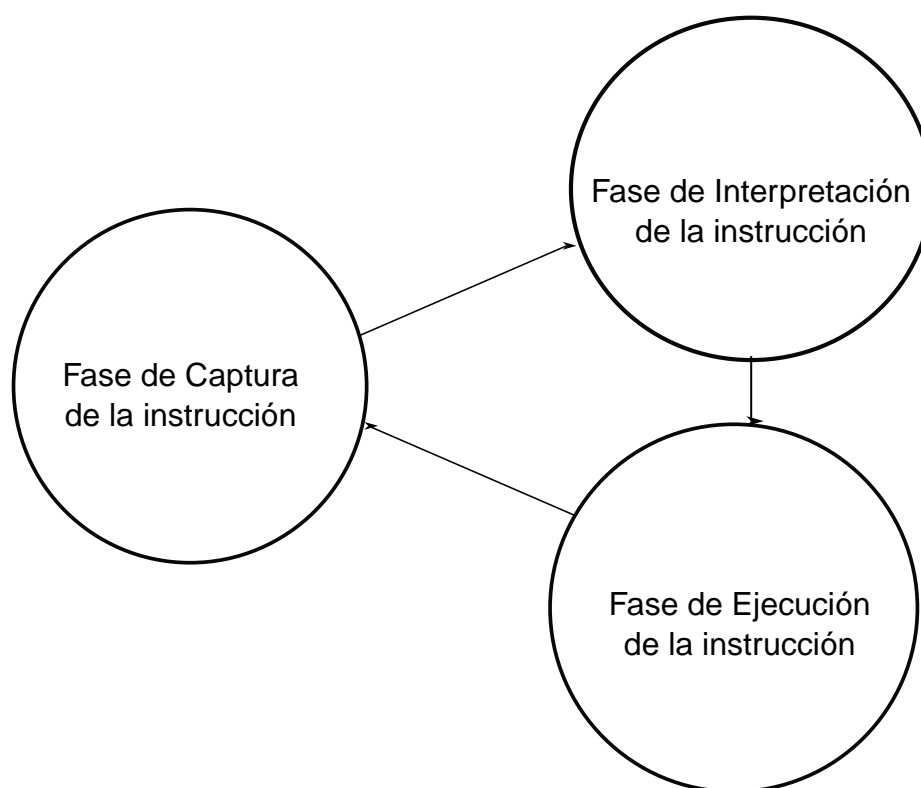 Fase de Interpretación
de la instrucción
Fase de Captura
de la instrucción
Fase de Ejecución
de la instrucción